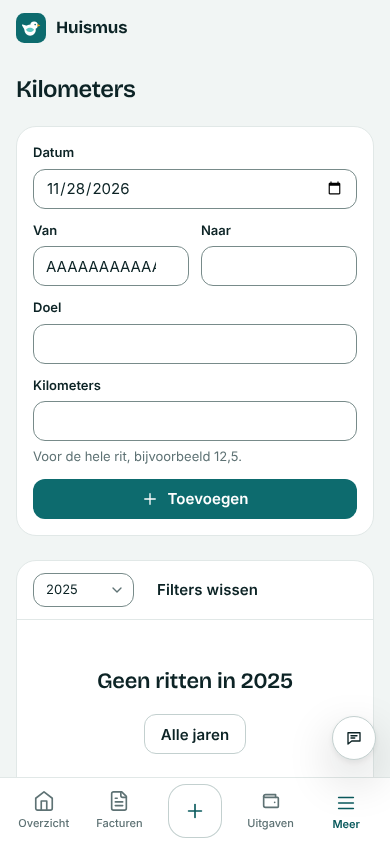 Huismus
Kilometers
Datum
11/28/2026
Van
Naar
AAAAAAAAAAA
Doel
Kilometers
Voor de hele rit, bijvoorbeeld 12,5.
Toevoegen
2025
Filters wissen
Geen ritten in 2025
Alle jaren
Overzicht
Facturen
Uitgaven
Meer